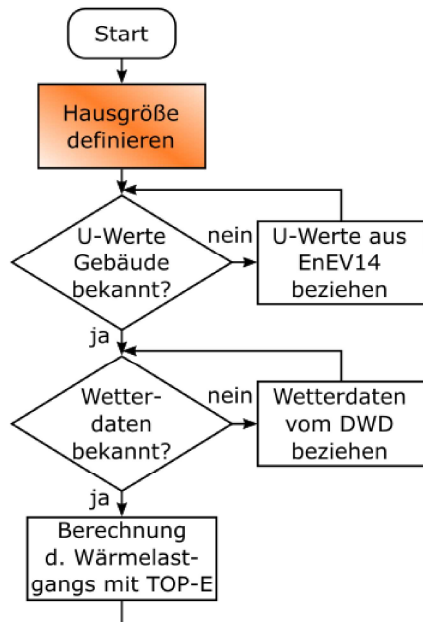 Start
Hausgröße
definieren
U-Werte
Gebäude
bekannt?
nein
U-Werte aus
EnEV14
beziehen
ja
Wetter-
daten
bekannt?
nein
Wetterdaten
vom DWD
beziehen
ja
Berechnung
d. Wärmelast-
gangs mit TOP-E